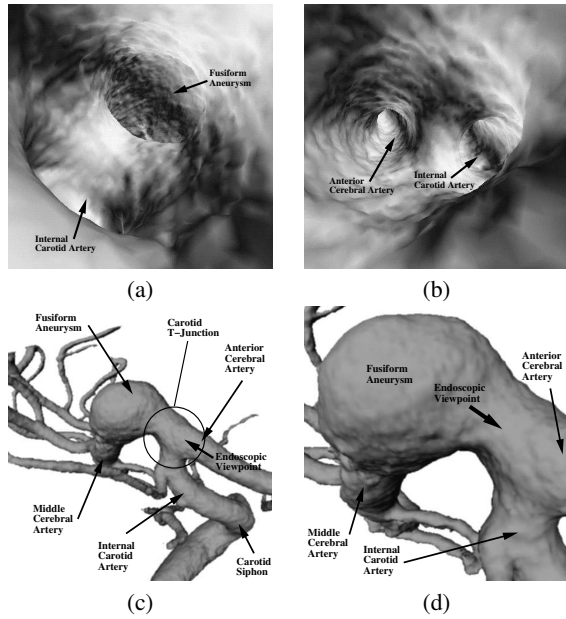 Fusiform
Aneurysm
Internal
Carotid Artery
(a)
Anterior
Cerebral Artery
Internal
Carotid Artery
(b)
Fusiform
Aneurysm
Carotid
T-Junction
Anterior
Cerebral
Artery
Endoscopic
Viewpoint
Middle
Cerebral
Artery
Internal
Carotid
Artery
Carotid
Siphon
(c)
Fusiform
Aneurysm
Anterior
Cerebral
Artery
Endoscopic
Viewpoint
Middle
Cerebral
Artery
Internal
Carotid
Artery
(d)